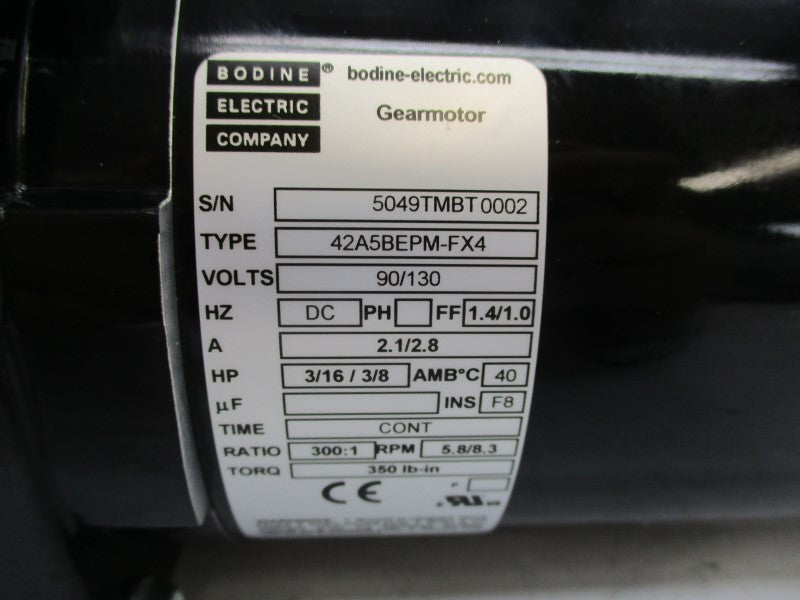 BODINE ® bodine-electric.com
ELECTRIC Gearmotor
COMPANY
S/N 5049TMBT0002
TYPE 42A5BEPM-FX4
VOLTS 90/130
HZ DC PH FF 1.4/1.0
A 2.1/2.8
HP 3/16 / 3/8 AMB°C 40
µF INS F8
TIME CONT
RATIO 300:1 RPM 5.8/8.3
TORQ 350 lb-in
CE